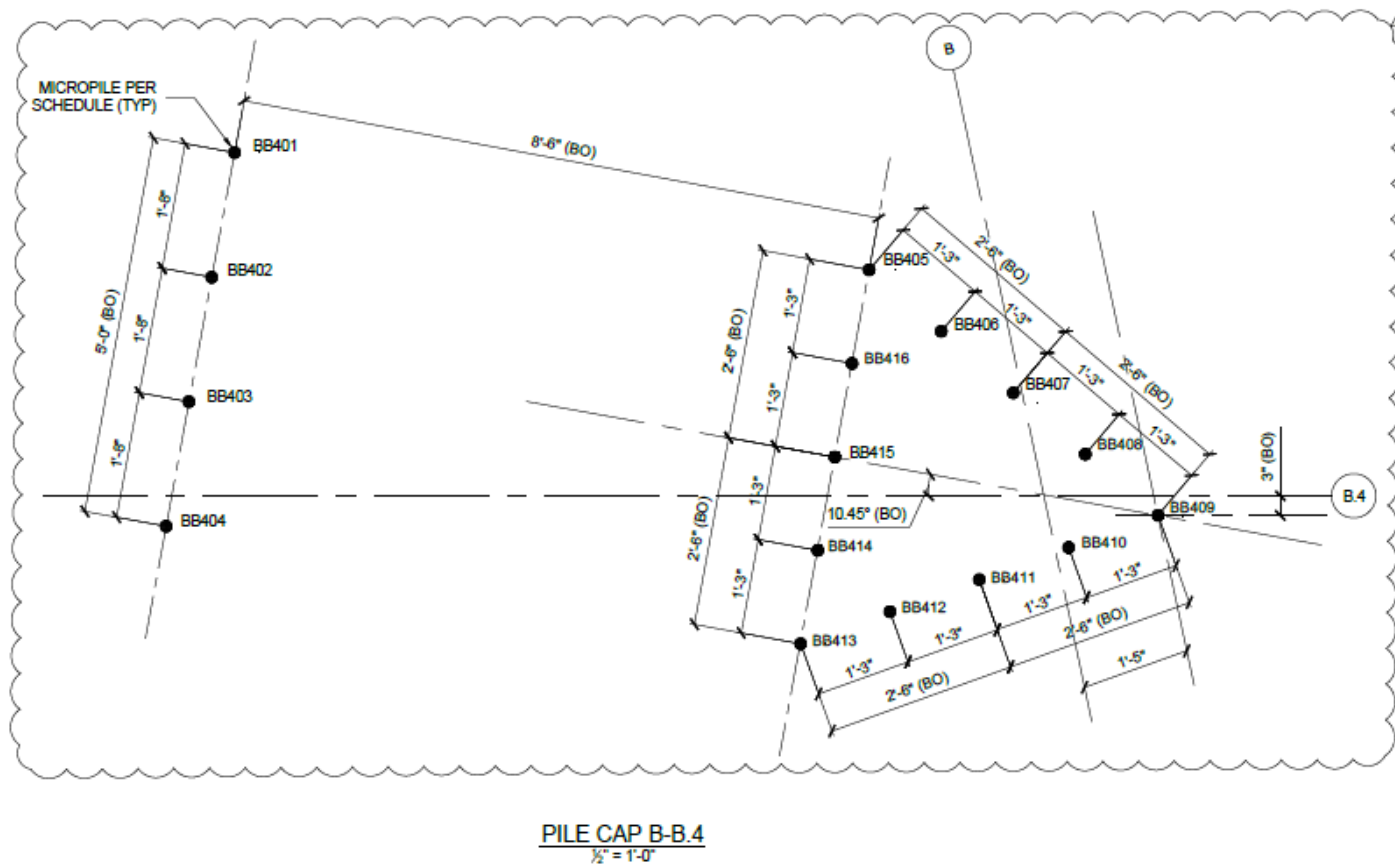 B
MICROPILE PER
SCHEDULE (TYP)
BB401
8'-6" (BO)
1'-8"
BB402
5'-0" (BO)
1'-8"
BB403
1'-8"
BB404
BB405
2'-6" (BO)
1'-3"
1'-3"
BB406
1'-3"
BB407
2'-6" (BO)
1'-3"
BB408
1'-3"
3" (BO)
B.4
BB409
2'-6" (BO)
1'-3"
BB416
1'-3"
BB415
10.45° (BO)
2'-6" (BO)
1'-3"
BB414
1'-3"
BB413
BB410
BB411
BB412
1'-3"
1'-3"
1'-3"
1'-3"
2'-6" (BO)
2'-6" (BO)
1'-5"
PILE CAP B-B.4
½" = 1'-0"